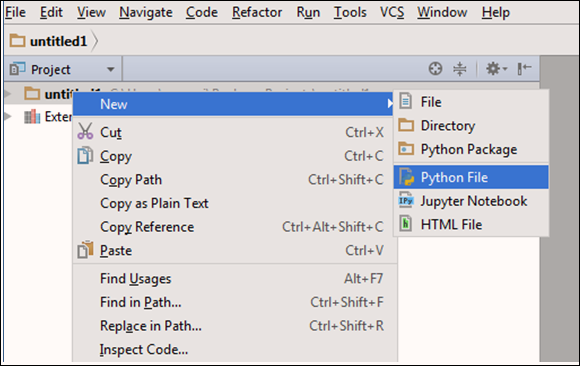 File Edit View Navigate Code Refactor Run Tools VCS Window Help
untitled1
Project
untitled1
New
File
Cut Ctrl+X
Directory
Copy Ctrl+C
Python Package
Copy Path Ctrl+Shift+C
Python File
Copy as Plain Text
Jupyter Notebook
Copy Reference Ctrl+Alt+Shift+C
HTML File
Paste Ctrl+V
Find Usages Alt+F7
Find in Path... Ctrl+Shift+F
Replace in Path... Ctrl+Shift+R
Inspect Code...